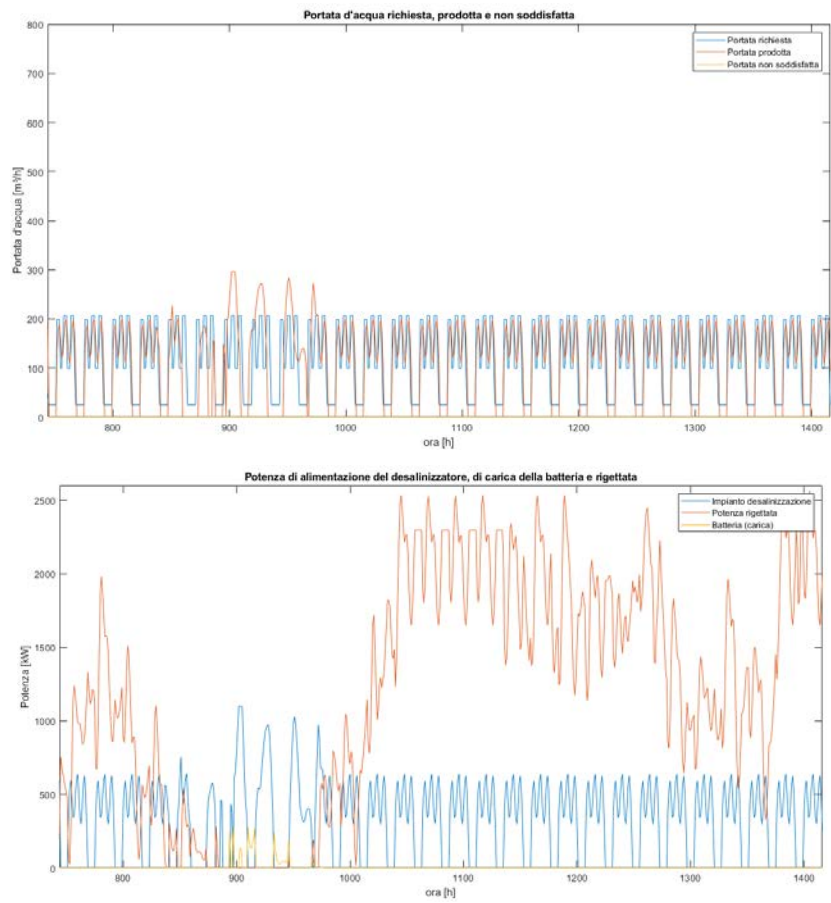 Portata d'acqua richiesta, prodotta e non soddisfatta
800
700
600
500
400
300
200
100
0
Portata d'acqua [m³/h]
Portata richiesta
Portata prodotta
Portata non soddisfatta
800 900 1000 1100 1200 1300 1400
ora [h]
Potenza di alimentazione del desalinizzatore, di carica della batteria e rigettata
2500
2000
1500
1000
500
0
Potenza [kW]
Impianto desalinizzazione
Potenza rigettata
Batteria (carica)
800 900 1000 1100 1200 1300 1400
ora [h]